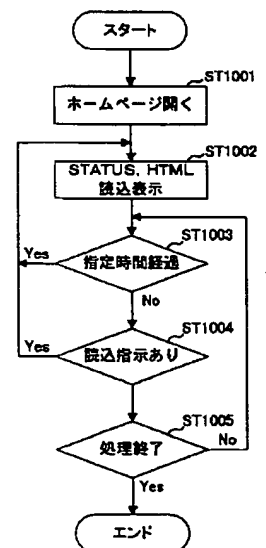 スタート
ST1001
ホームページ開く
ST1002
STATUS, HTML
読込表示
ST1003
Yes
指定時間経過
No
ST1004
Yes
読込指示あり
ST1005
処理終了
No
Yes
エンド